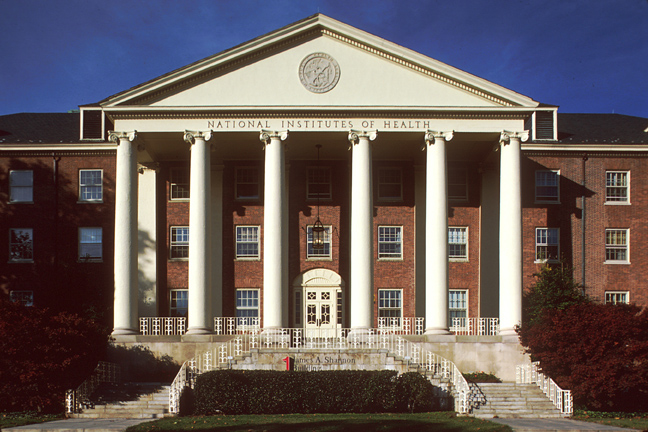 NATIONAL INSTITUTES OF HEALTH
James A. Shannon
Building